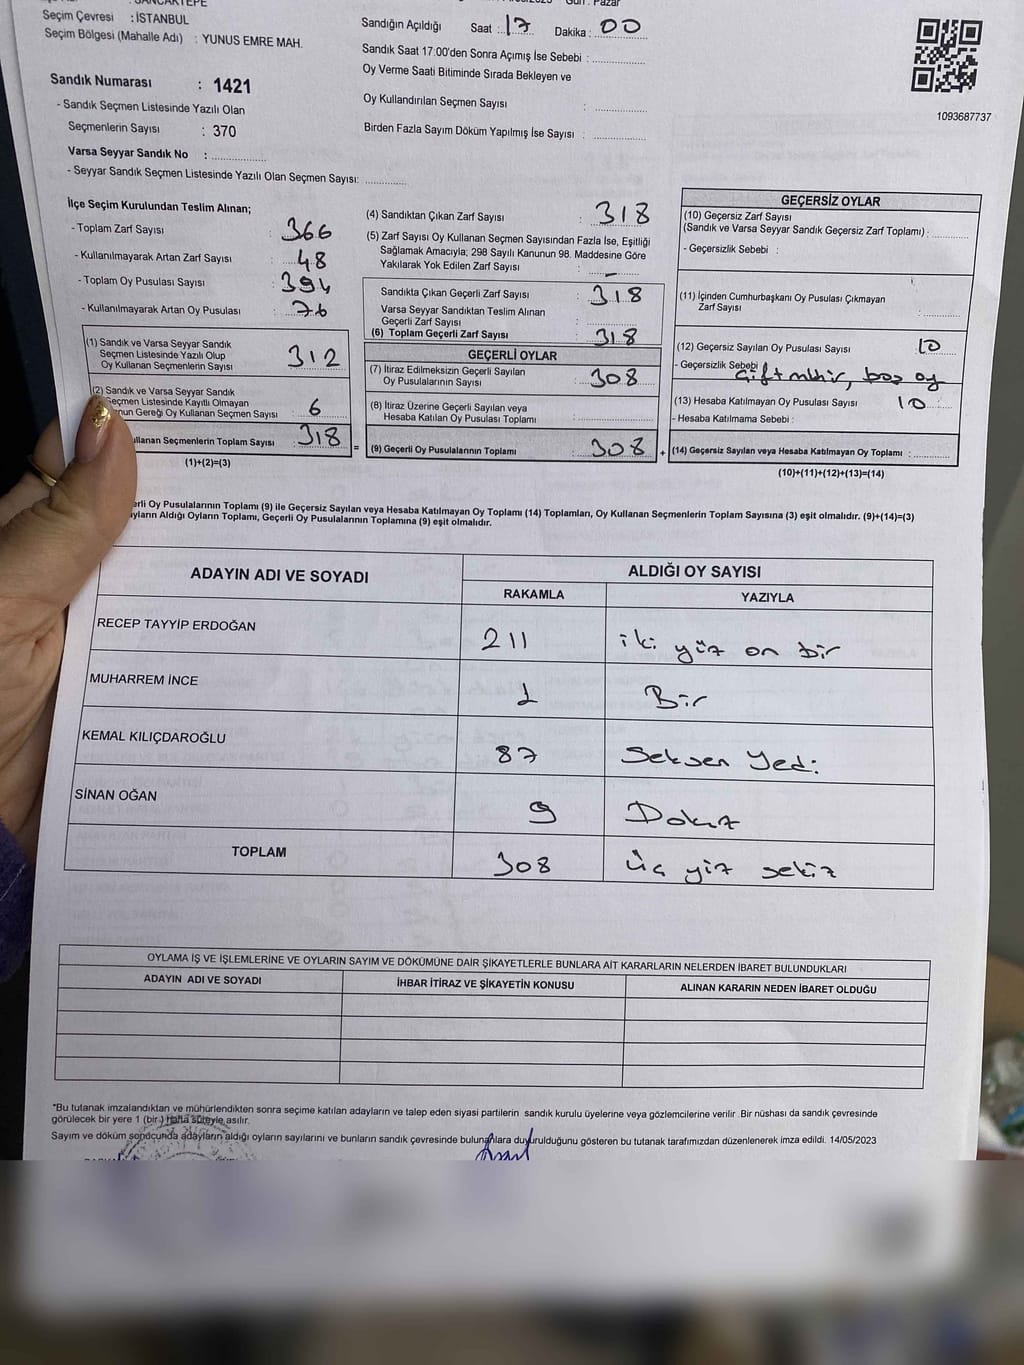 Seçim Çevresi : İSTANBUL
Seçim Bölgesi (Mahalle Adı) : YUNUS EMRE MAH.
Sandık Numarası : 1421
- Sandık Seçmen Listesinde Yazılı Olan
Seçmenlerin Sayısı : 370
Varsa Seyyar Sandık No : ................
- Seyyar Sandık Seçmen Listesinde Yazılı Olan Seçmen Sayısı: .............
Gün : Pazar
Sandığın Açıldığı Saat : 17 Dakika : 00
Sandık Saat 17:00'den Sonra Açımış İse Sebebi : .............
Oy Verme Saati Bitiminde Sırada Bekleyen ve
Oy Kullandırılan Seçmen Sayısı : .............
Birden Fazla Sayım Döküm Yapılmış İse Sayısı : .............
1093687737
İlçe Seçim Kurulundan Teslim Alınan;
- Toplam Zarf Sayısı : 366
- Kullanılmayarak Artan Zarf Sayısı : 48
- Toplam Oy Pusulası Sayısı : 394
- Kullanılmayarak Artan Oy Pusulası : 76
(1) Sandık ve Varsa Seyyar Sandık
Seçmen Listesinde Yazılı Olup
Oy Kullanan Seçmenlerin Sayısı : 312
(2) Sandık ve Varsa Seyyar Sandık
Seçmen Listesinde Kayıtlı Olmayan
nun Gereği Oy Kullanan Seçmen Sayısı : 6
ullanan Seçmenlerin Toplam Sayısı : 318 =
(1)+(2)=(3)
(4) Sandıktan Çıkan Zarf Sayısı : 318
(5) Zarf Sayısı Oy Kullanan Seçmen Sayısından Fazla İse, Eşitliği
Sağlamak Amacıyla; 298 Sayılı Kanunun 98. Maddesine Göre
Yakılarak Yok Edilen Zarf Sayısı : -
Sandıkta Çıkan Geçerli Zarf Sayısı : 318
Varsa Seyyar Sandıktan Teslim Alınan
Geçerli Zarf Sayısı : .............
(6) Toplam Geçerli Zarf Sayısı : 318
GEÇERLİ OYLAR
(7) İtiraz Edilmeksizin Geçerli Sayılan
Oy Pusulalarının Sayısı : 308
(8) İtiraz Üzerine Geçerli Sayılan veya
Hesaba Katılan Oy Pusulası Toplamı : .............
(9) Geçerli Oy Pusulalarının Toplamı : 308 +
GEÇERSİZ OYLAR
(10) Geçersiz Zarf Sayısı
(Sandık ve Varsa Seyyar Sandık Geçersiz Zarf Toplamı) : ...........
- Geçersizlik Sebebi :
(11) İçinden Cumhurbaşkanı Oy Pusulası Çıkmayan
Zarf Sayısı : ...........
(12) Geçersiz Sayılan Oy Pusulası Sayısı 10
- Geçersizlik Sebebi : Çift mühür, boş oy
(13) Hesaba Katılmayan Oy Pusulası Sayısı 10
- Hesaba Katılmama Sebebi :
(14) Geçersiz Sayılan veya Hesaba Katılmayan Oy Toplamı : ...........
(10)+(11)+(12)+(13)=(14)
erli Oy Pusulalarının Toplamı (9) ile Geçersiz Sayılan veya Hesaba Katılmayan Oy Toplamı (14) Toplamları, Oy Kullanan Seçmenlerin Toplam Sayısına (3) eşit olmalıdır. (9)+(14)=(3)
yların Aldığı Oyların Toplamı, Geçerli Oy Pusulalarının Toplamına (9) eşit olmalıdır.
ADAYIN ADI VE SOYADI ALDIĞI OY SAYISI
RAKAMLA YAZIYLA
RECEP TAYYİP ERDOĞAN 211 iki yüz on bir
MUHARREM İNCE 1 Bir
KEMAL KILIÇDAROĞLU 87 Seksen Yedi
SİNAN OĞAN 9 Dokuz
TOPLAM 308 üç yüz sekiz
OYLAMA İŞ VE İŞLEMLERİNE VE OYLARIN SAYIM VE DÖKÜMÜNE DAİR ŞİKAYETLERLE BUNLARA AİT KARARLARIN NELERDEN İBARET BULUNDUKLARI
ADAYIN ADI VE SOYADI İHBAR İTİRAZ VE ŞİKAYETİN KONUSU ALINAN KARARIN NEDEN İBARET OLDUĞU
*Bu tutanak imzalandıktan ve mühürlendikten sonra seçime katılan adayların ve talep eden siyasi partilerin sandık kurulu üyelerine veya gözlemcilerine verilir .Bir nüshası da sandık çevresinde
görülecek bir yere 1 (bir ) hafta süreyle asılır.
Sayım ve döküm sonucunda adayların aldığı oyların sayılarını ve bunların sandık çevresinde bulunanlara duyurulduğunu gösteren bu tutanak tarafımızdan düzenlenerek imza edildi. 14/05/2023